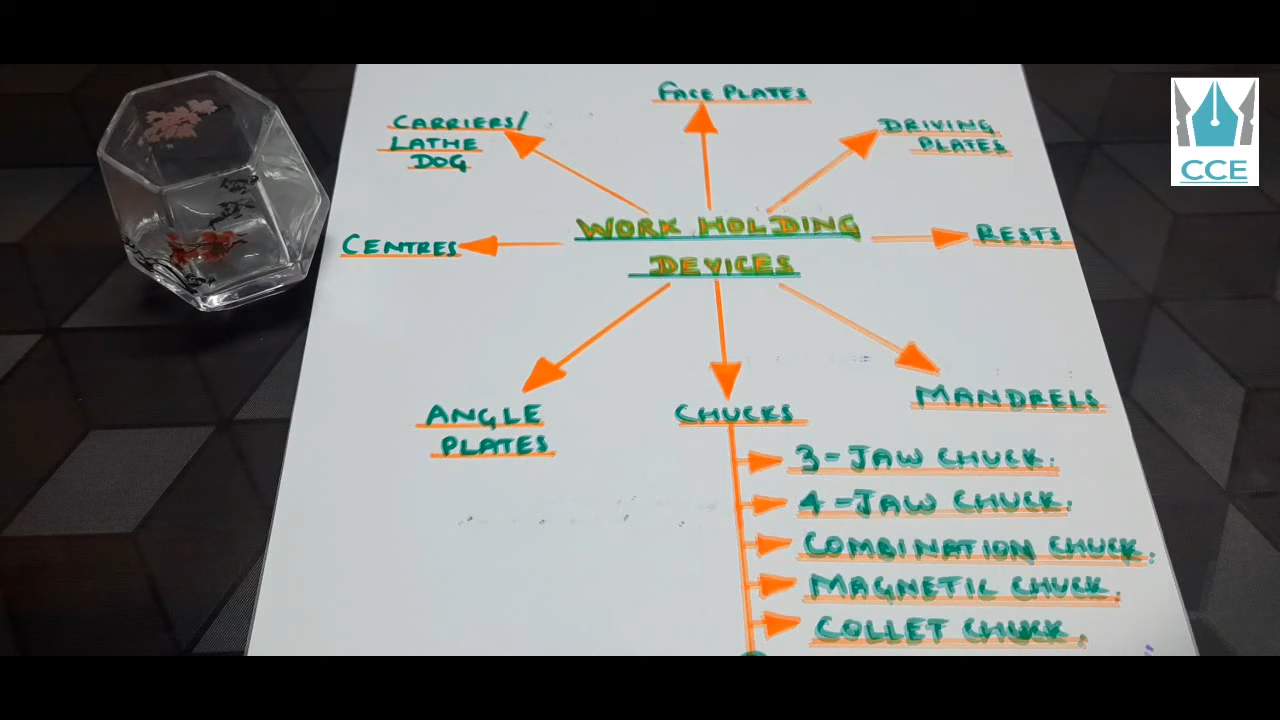 FACE PLATES
CARRIERS/
LATHE
DOG
DRIVING
PLATES
CCE
WORK HOLDING
DEVICES
CENTRES
RESTS
ANGLE
PLATES
CHUCKS
MANDRELS
3-JAW CHUCK.
4-JAW CHUCK.
COMBINATION CHUCK.
MAGNETIC CHUCK.
COLLET CHUCK.